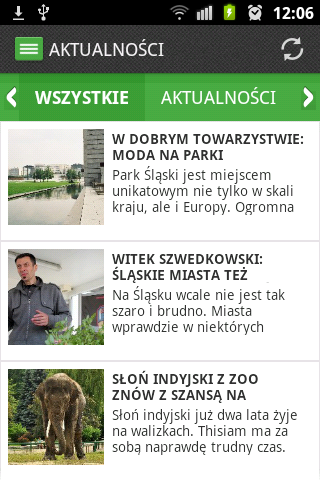 12:06
AKTUALNOŚCI
WSZYSTKIE AKTUALNOŚCI
W DOBRYM TOWARZYSTWIE:
MODA NA PARKI
Park Śląski jest miejscem
unikatowym nie tylko w skali
kraju, ale i Europy. Ogromna
WITEK SZWEDKOWSKI:
ŚLĄSKIE MIASTA TEŻ
Na Śląsku wcale nie jest tak
szaro i brudno. Miasta
wprawdzie w niektórych
SŁOŃ INDYJSKI Z ZOO
ZNÓW Z SZANSĄ NA
Słoń indyjski już dwa lata żyje
na walizkach. Thisiam ma za
sobą naprawdę trudny czas.